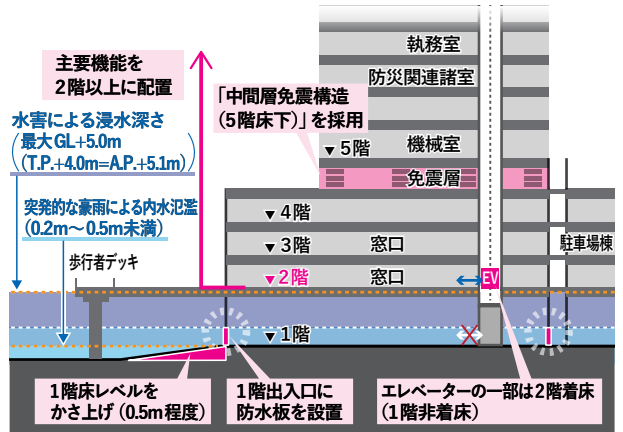 主要機能を
2階以上に配置
水害による浸水深さ
(最大GL+5.0m
(T.P.+4.0m=A.P.+5.1m))
突発的な豪雨による内水氾濫
(0.2m～0.5m未満)
歩行者デッキ
「中間層免震構造
(5階床下)」を採用
執務室
防災関連諸室
▼5階
機械室
免震層
▼4階
▼3階
窓口
▼2階
窓口
EV
駐車場棟
▼1階
1階床レベルを
かさ上げ(0.5m程度)
1階出入口に
防水板を設置
エレベーターの一部は2階着床
(1階非着床)